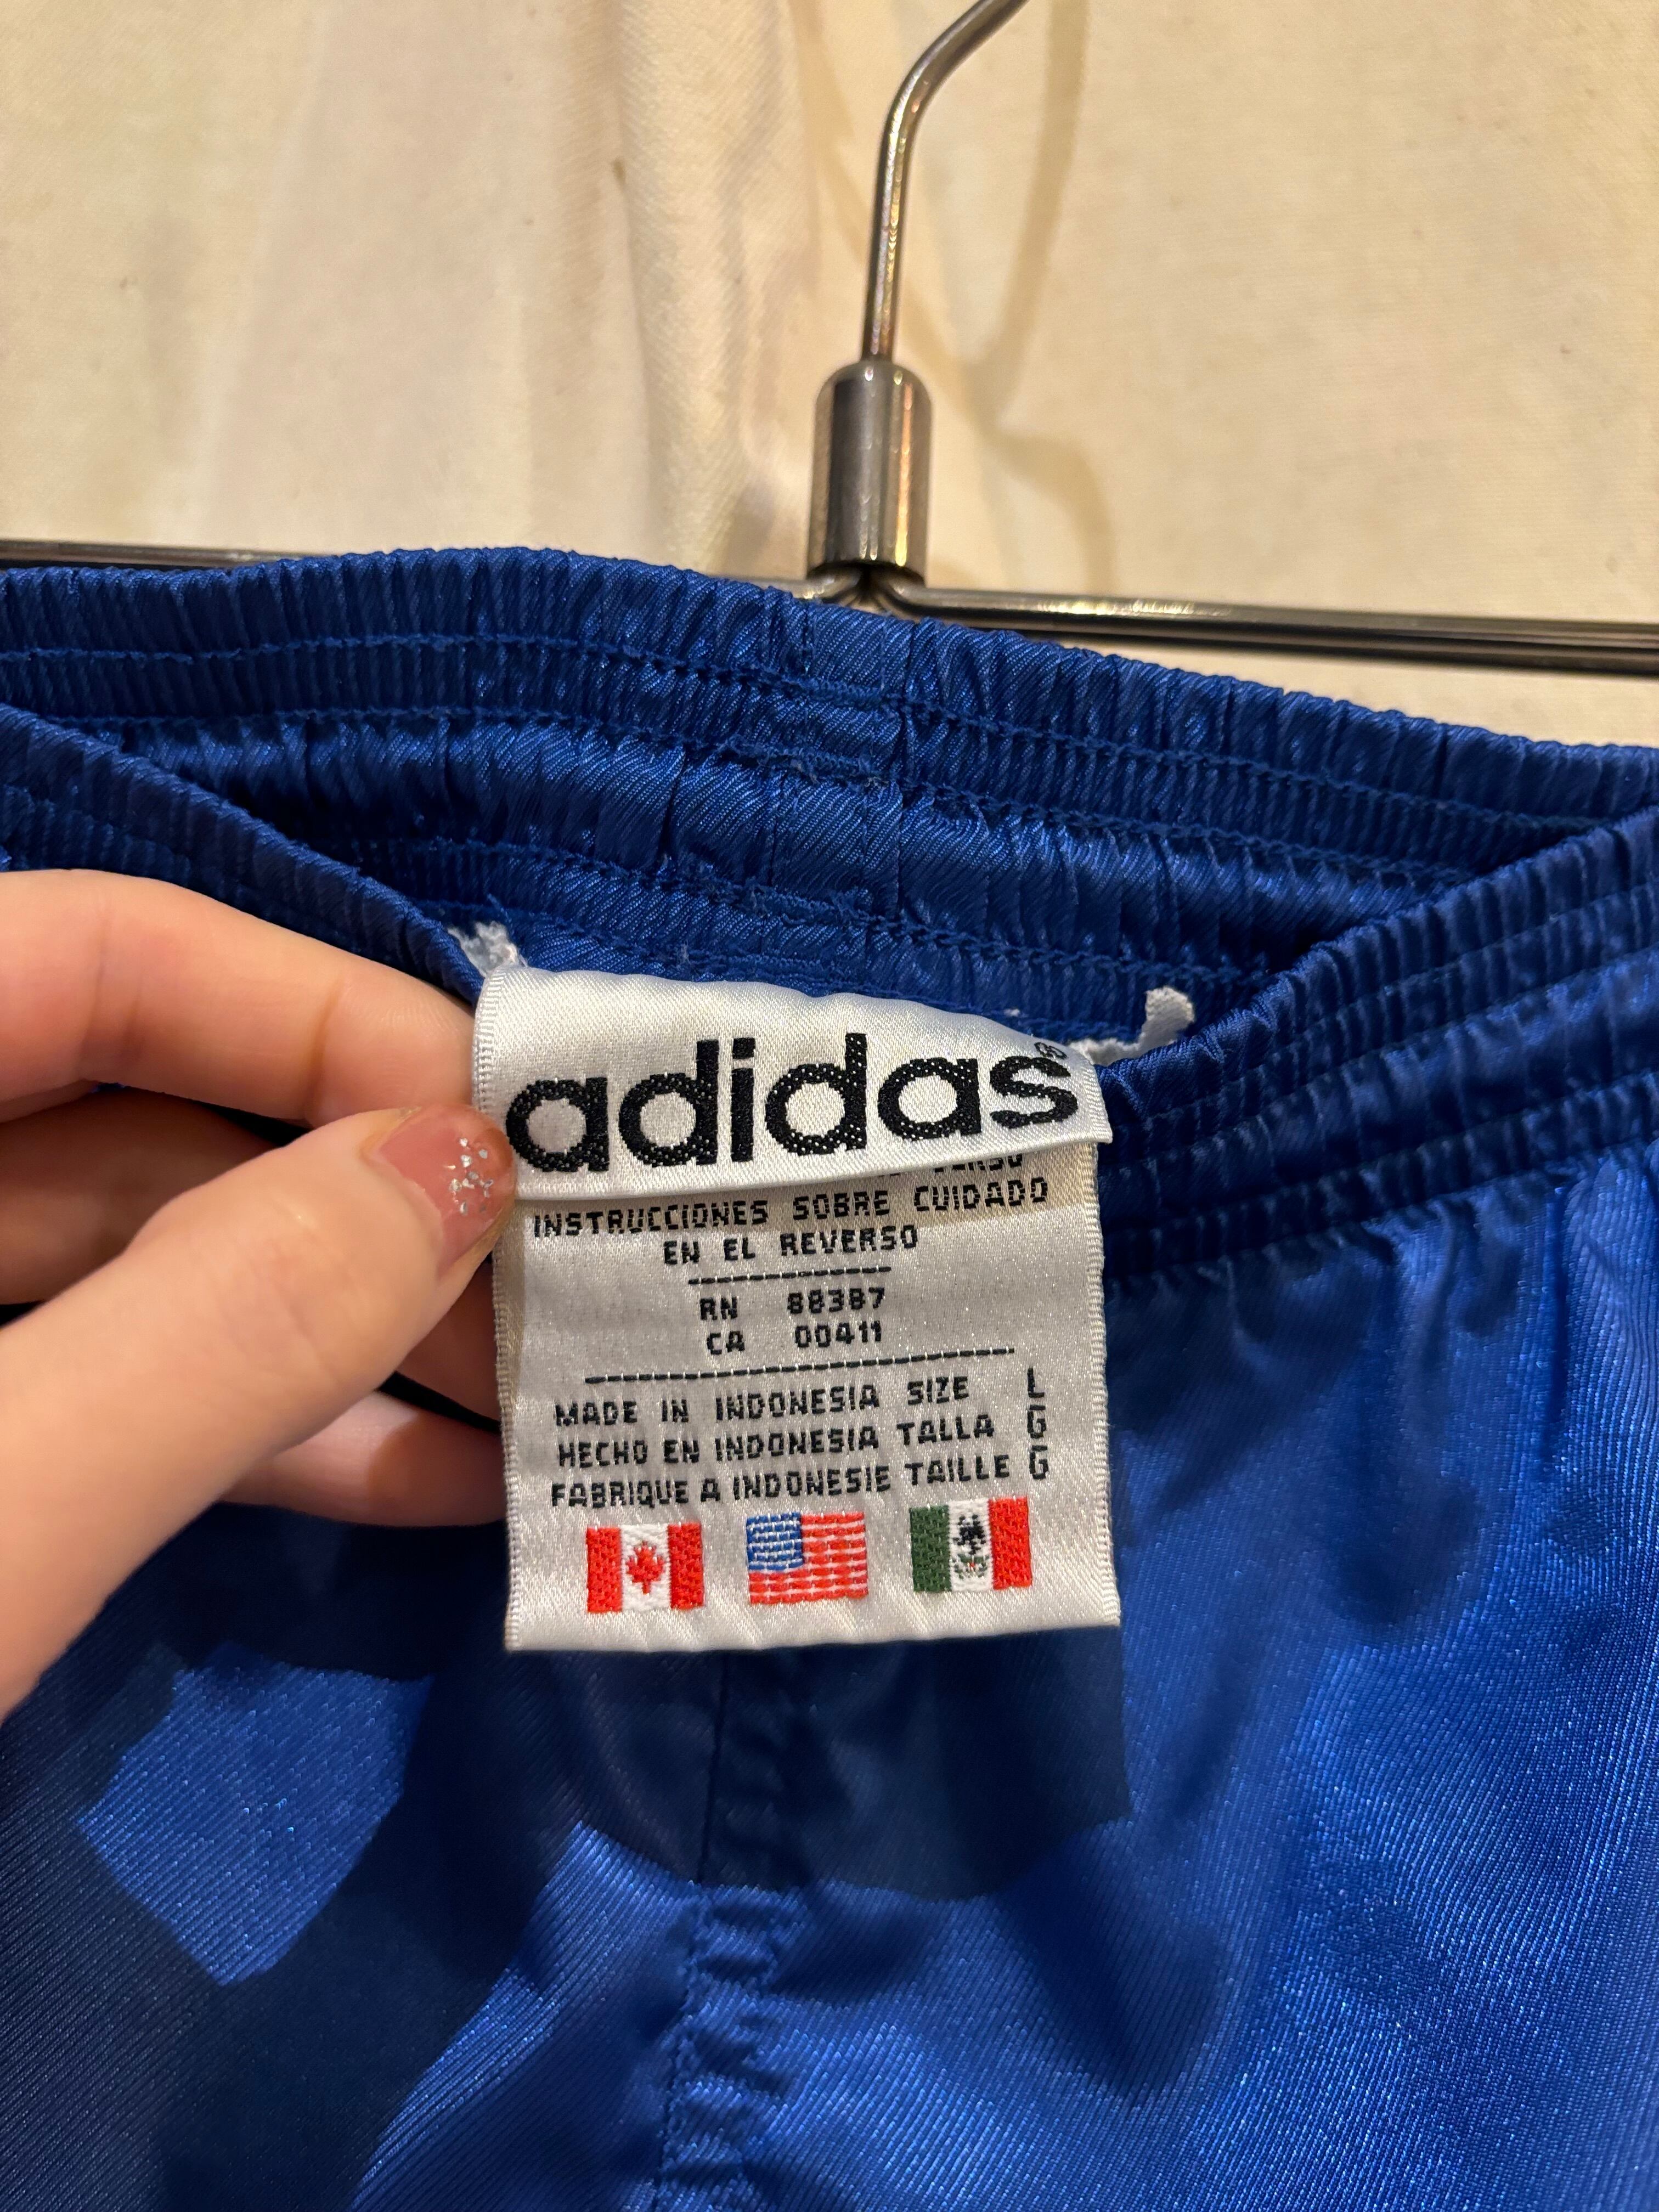 adidas®
INSTRUCCIONES SOBRE CUIDADO
EN EL REVERSO
RN 88387
CA 00411
MADE IN INDONESIA SIZE L
HECHO EN INDONESIA TALLA G
FABRIQUE A INDONESIE TAILLE G